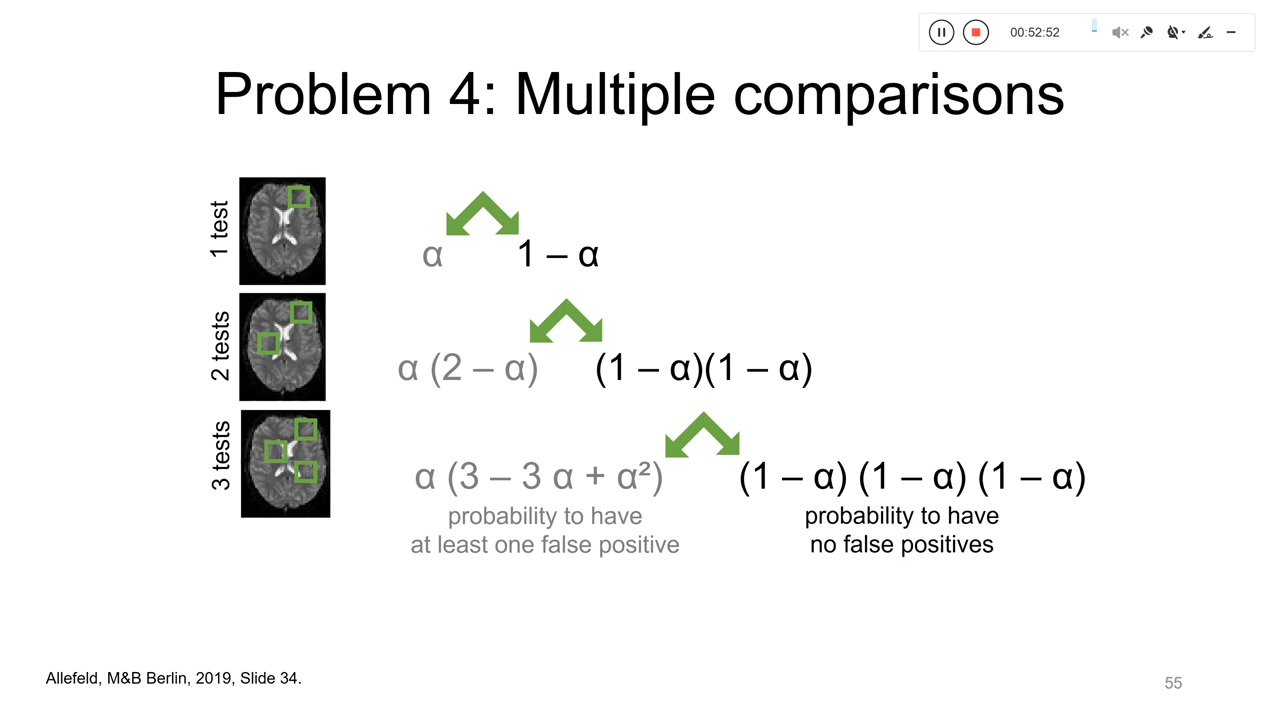 00:52:52
Problem 4: Multiple comparisons
1 test
α 1 – α
2 tests
α (2 – α) (1 – α)(1 – α)
3 tests
α (3 – 3 α + α²) (1 – α) (1 – α) (1 – α)
probability to have
at least one false positive
probability to have
no false positives
Allefeld, M&B Berlin, 2019, Slide 34.
55